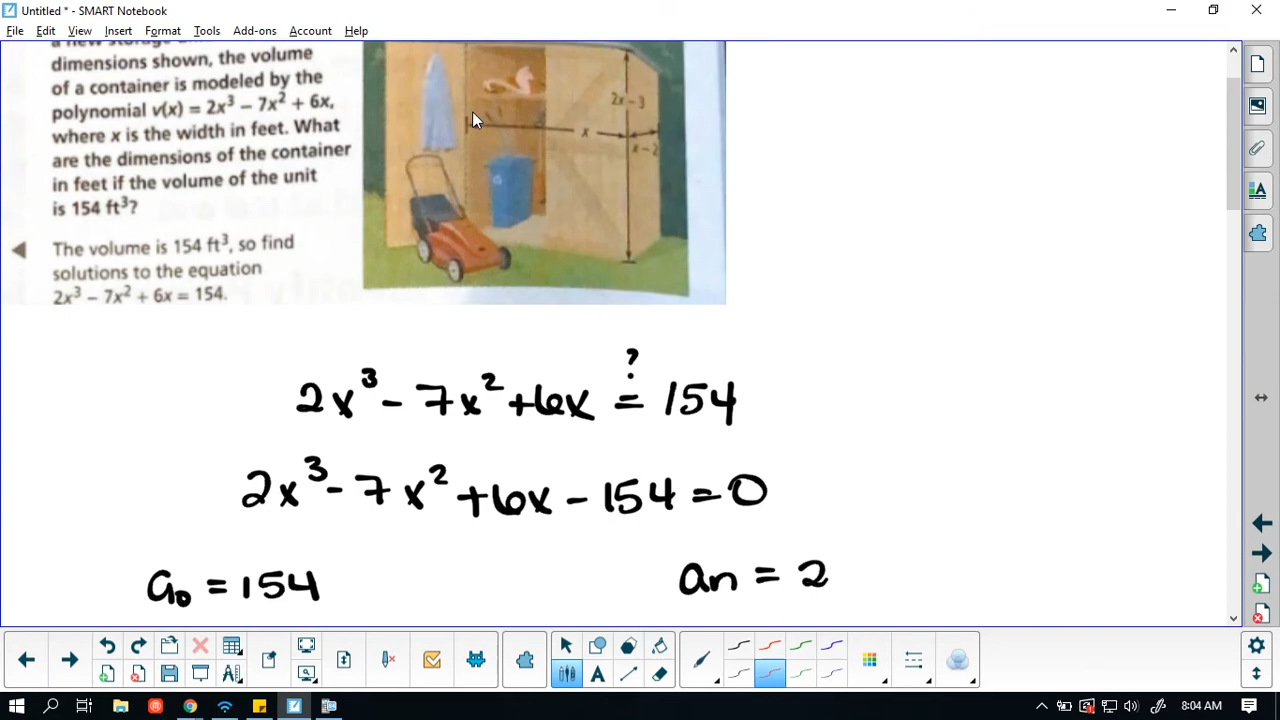 Untitled * - SMART Notebook
File Edit View Insert Format Tools Add-ons Account Help
dimensions shown, the volume
of a container is modeled by the
polynomial v(x) = 2x³ – 7x² + 6x,
where x is the width in feet. What
are the dimensions of the container
in feet if the volume of the unit
is 154 ft³?
The volume is 154 ft³, so find
solutions to the equation
2x³ – 7x² + 6x = 154.
2x – 3
x
x – 2
?
2x³ - 7x² + 6x = 154
2x³ - 7x² + 6x - 154 = 0
a₀ = 154
an = 2
8:04 AM